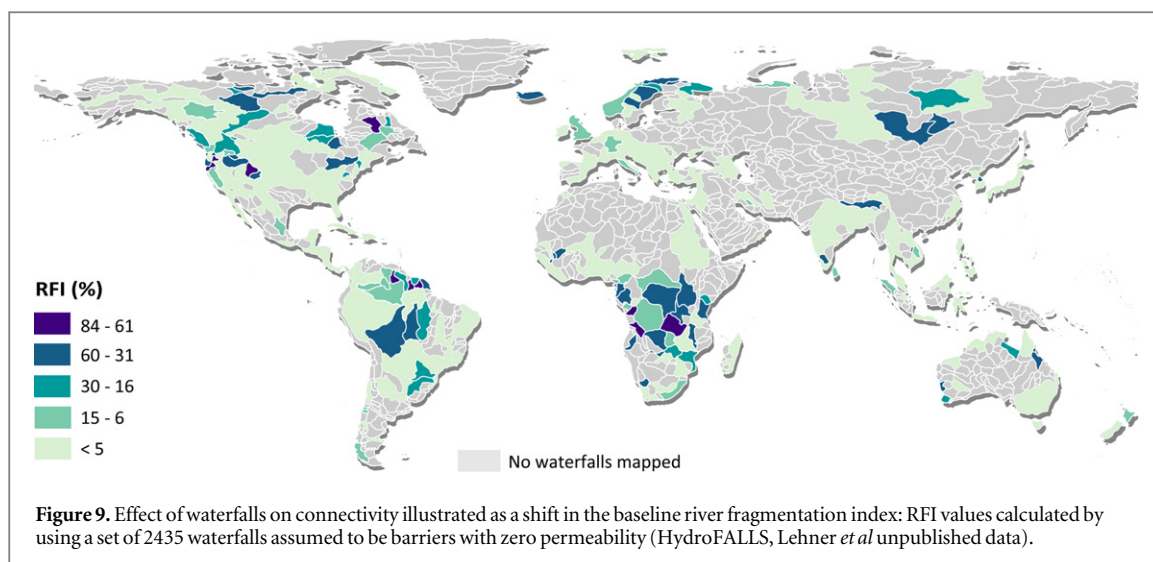 RFI (%)
84 - 61
60 - 31
30 - 16
15 - 6
< 5
No waterfalls mapped
Figure 9. Effect of waterfalls on connectivity illustrated as a shift in the baseline river fragmentation index: RFI values calculated by
using a set of 2435 waterfalls assumed to be barriers with zero permeability (HydroFALLS, Lehner et al unpublished data).